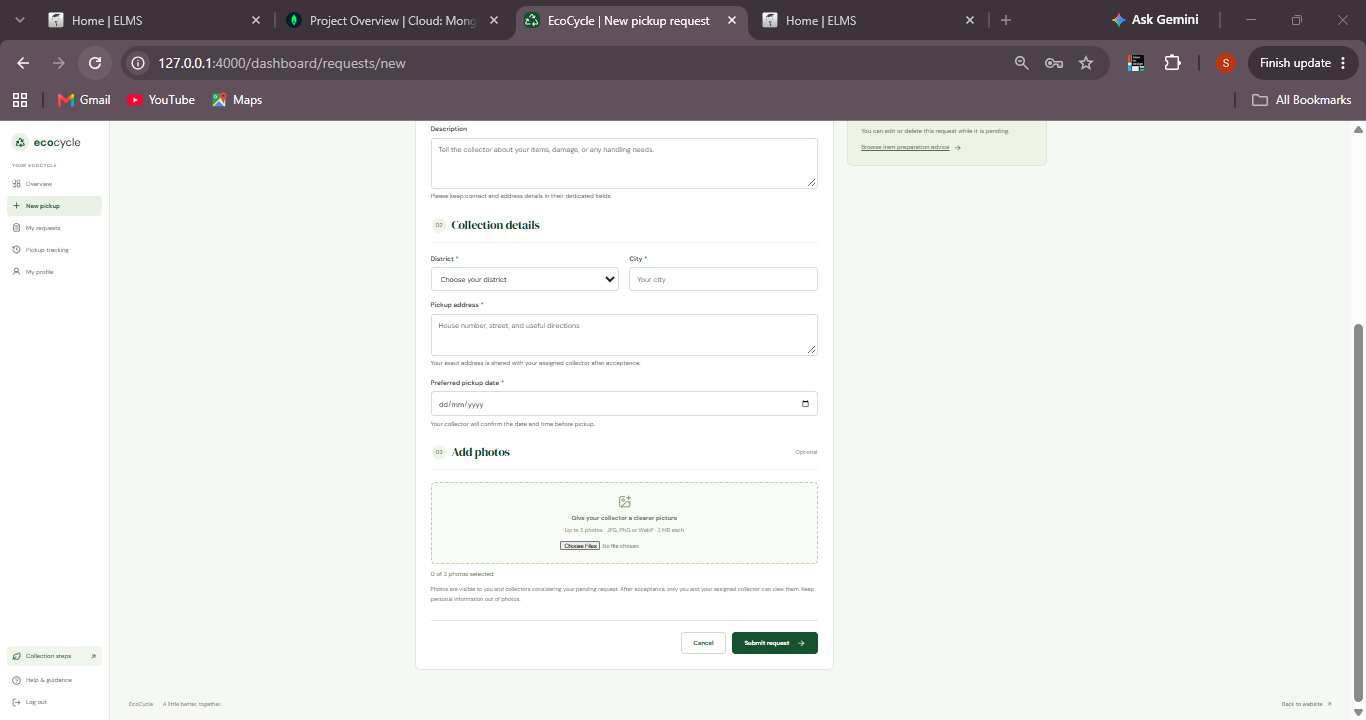 Home | ELMS
Project Overview | Cloud: Mong
EcoCycle | New pickup request
Home | ELMS
Ask Gemini
127.0.0.1:4000/dashboard/requests/new
S
Finish update
Gmail
YouTube
Maps
All Bookmarks
ecocycle
YOUR ECOCYCLE
Overview
New pickup
My requests
Pickup tracking
My profile
Collection steps
Help & guidance
Log out
Description
Tell the collector about your items, damage, or any handling needs.
Please keep contact and address details in their dedicated fields.
02 Collection details
District * City *
Choose your district Your city
Pickup address *
House number, street, and useful directions
Your exact address is shared with your assigned collector after acceptance.
Preferred pickup date *
dd/mm/yyyy
Your collector will confirm the date and time before pickup.
03 Add photos Optional
Give your collector a clearer picture
Up to 3 photos · JPG, PNG or WebP · 2 MB each
Choose Files No file chosen
0 of 3 photos selected
Photos are visible to you and collectors considering your pending request. After acceptance, only you and your assigned collector can view them. Keep
personal information out of photos.
Cancel Submit request
You can edit or delete this request while it is pending.
Browse item preparation advice
EcoCycle A little better, together.
Back to website